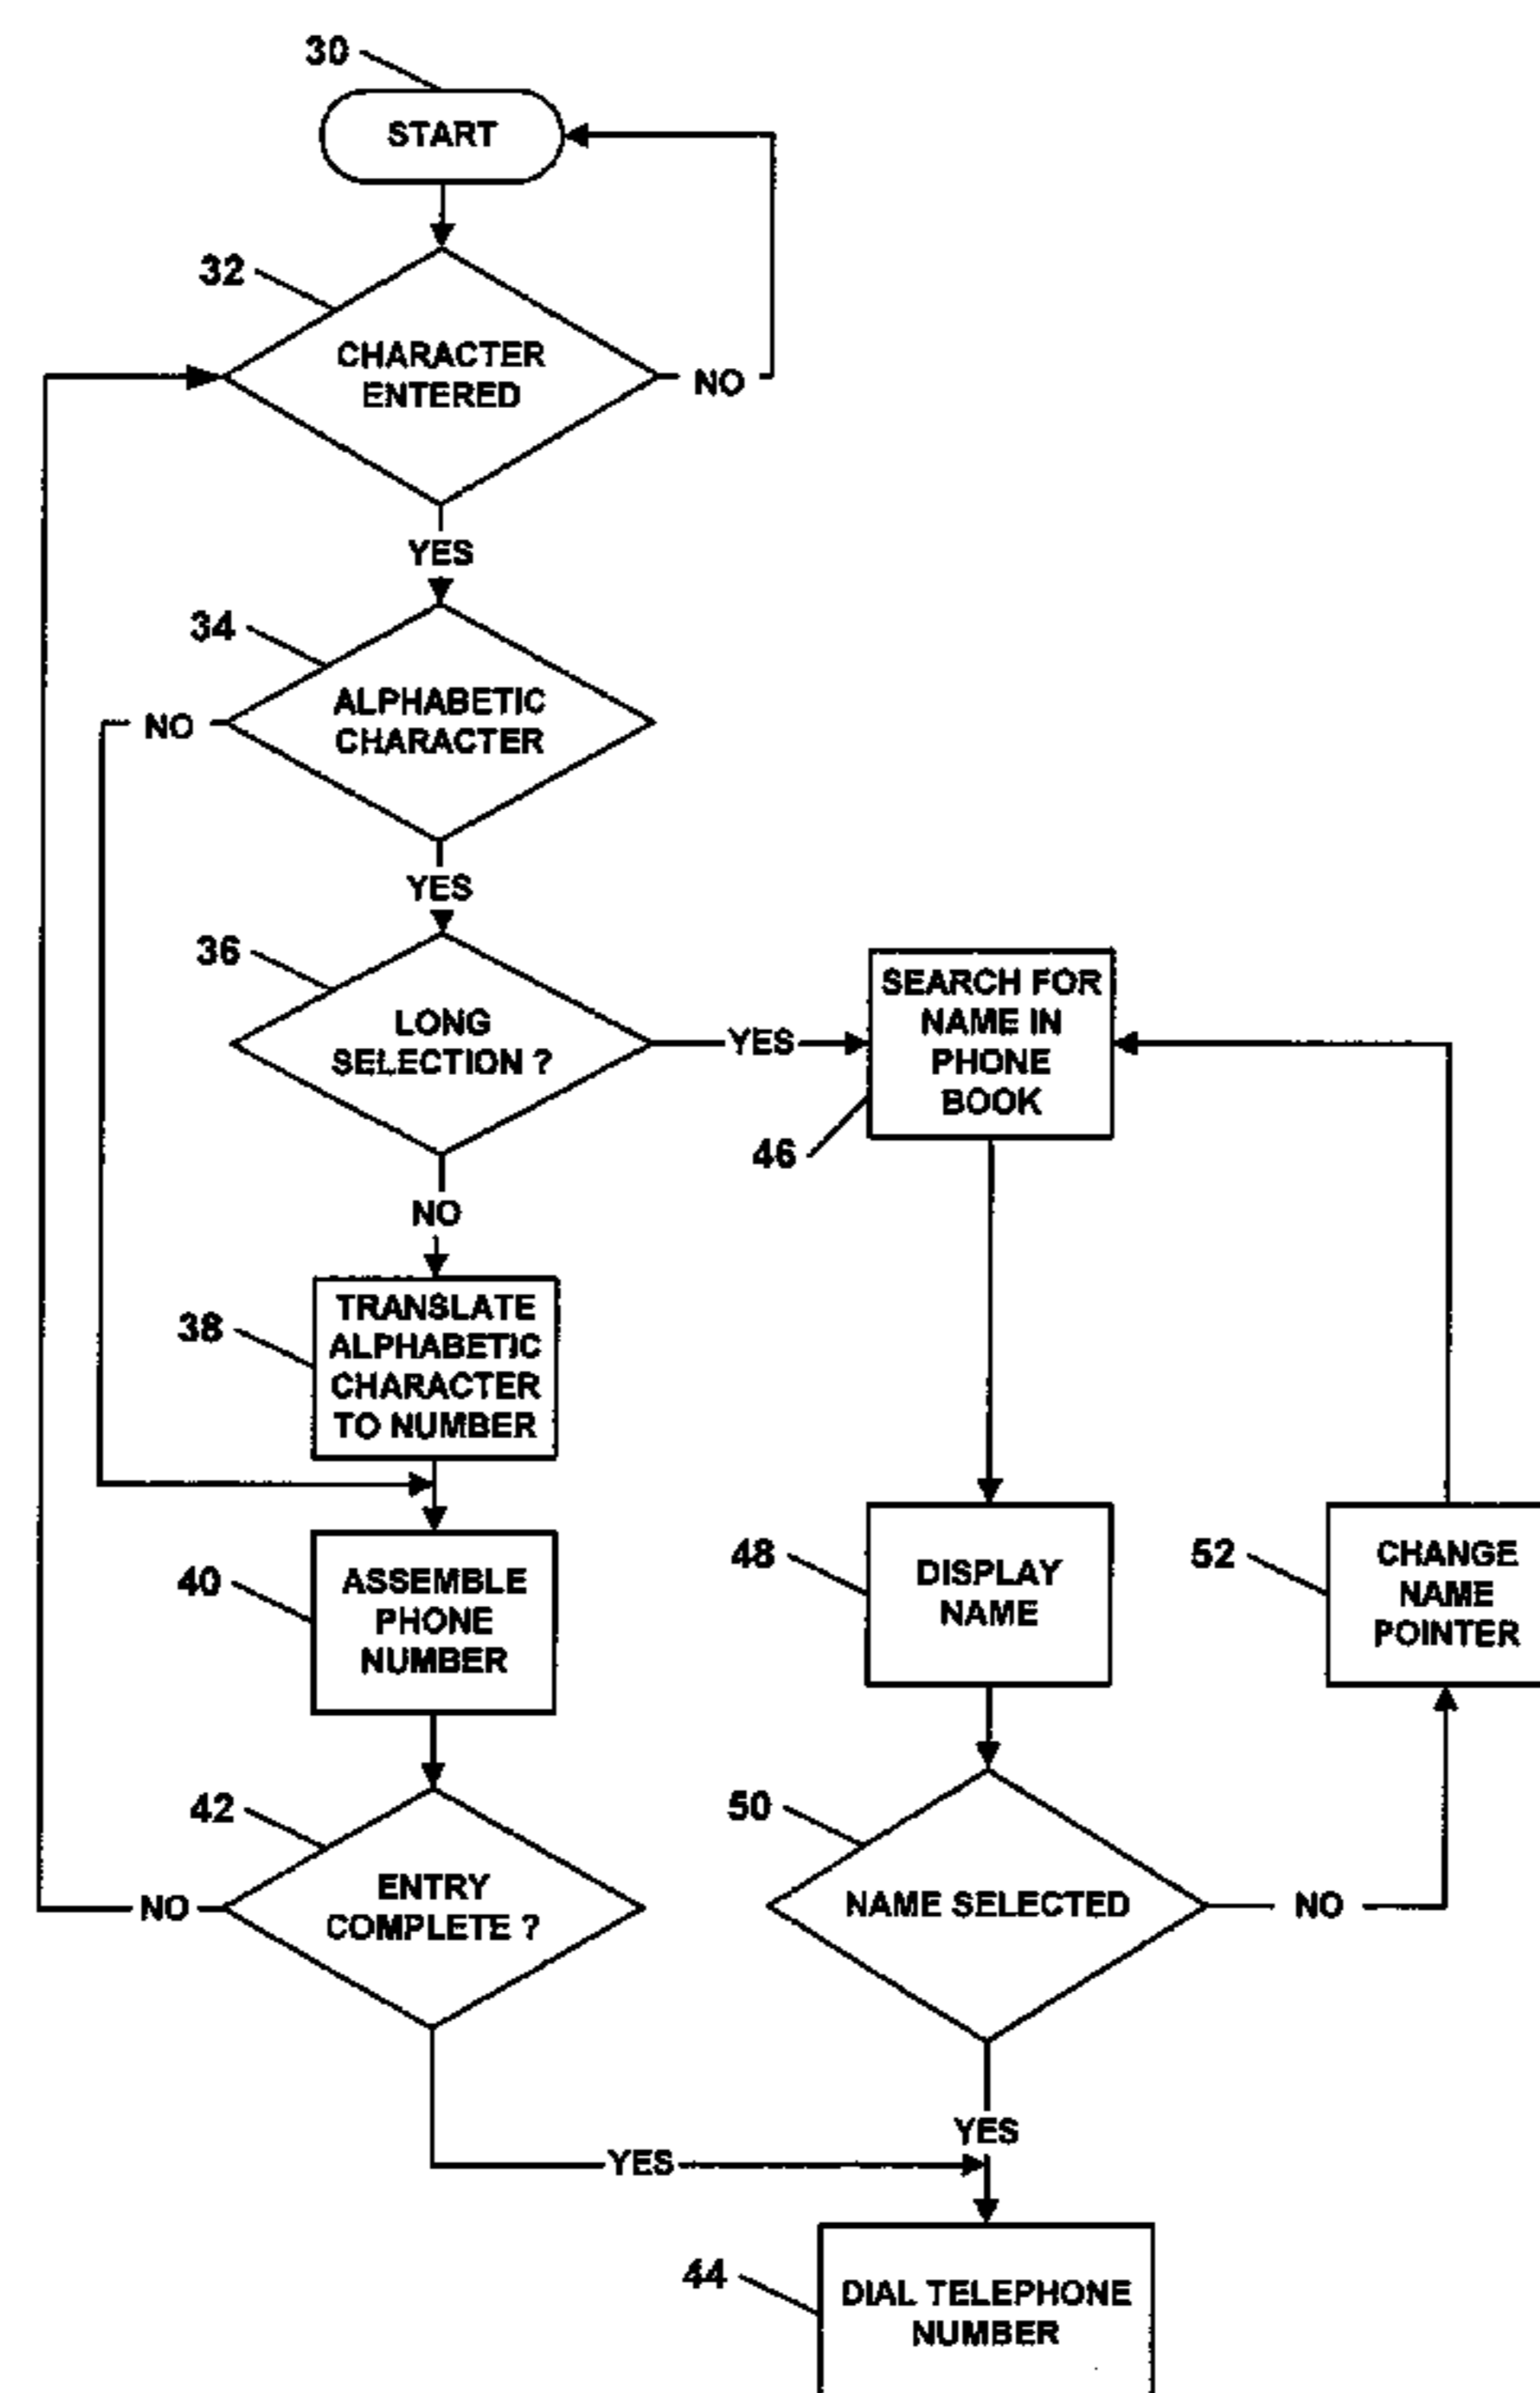 30
START
32
CHARACTER
ENTERED
NO
YES
34
ALPHABETIC
CHARACTER
NO
YES
36
LONG
SELECTION ?
YES
SEARCH FOR
NAME IN
PHONE
BOOK
46
NO
38
TRANSLATE
ALPHABETIC
CHARACTER
TO NUMBER
40
ASSEMBLE
PHONE
NUMBER
48
DISPLAY
NAME
52
CHANGE
NAME
POINTER
42
ENTRY
COMPLETE ?
NO
50
NAME SELECTED
NO
YES
YES
44
DIAL TELEPHONE
NUMBER